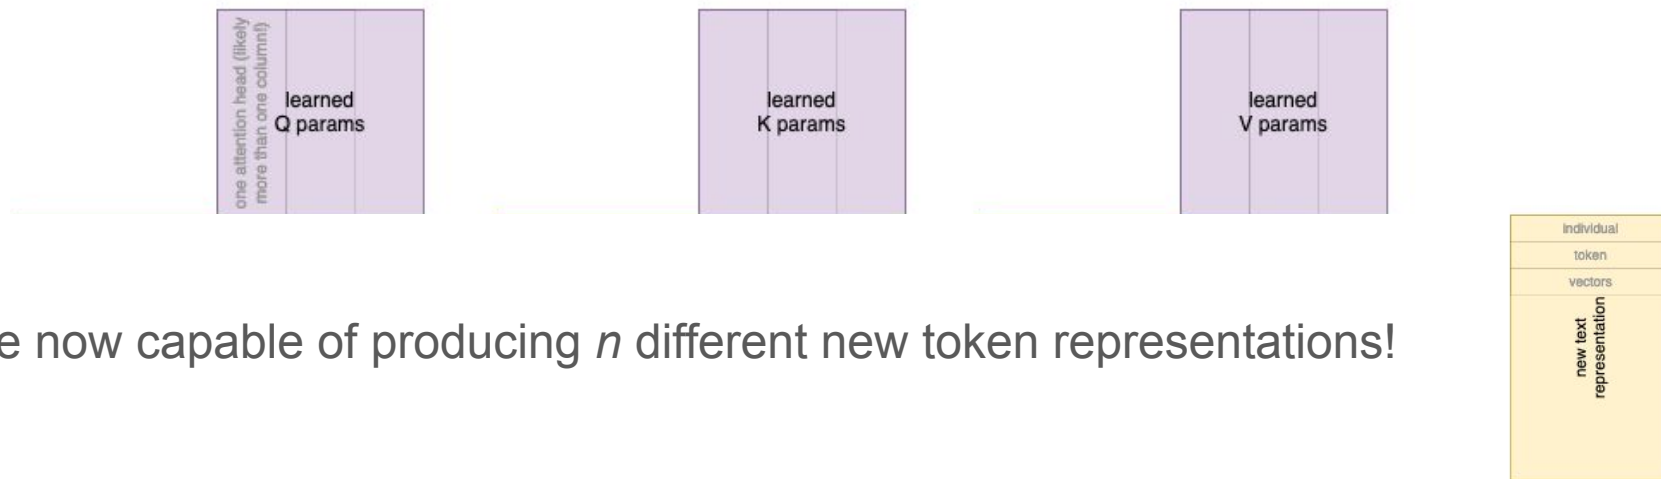 one attention head (likely
more than one column!)
learned
Q params
learned
K params
learned
V params
individual
token
vectors
e now capable of producing n different new token representations!
new text
representation